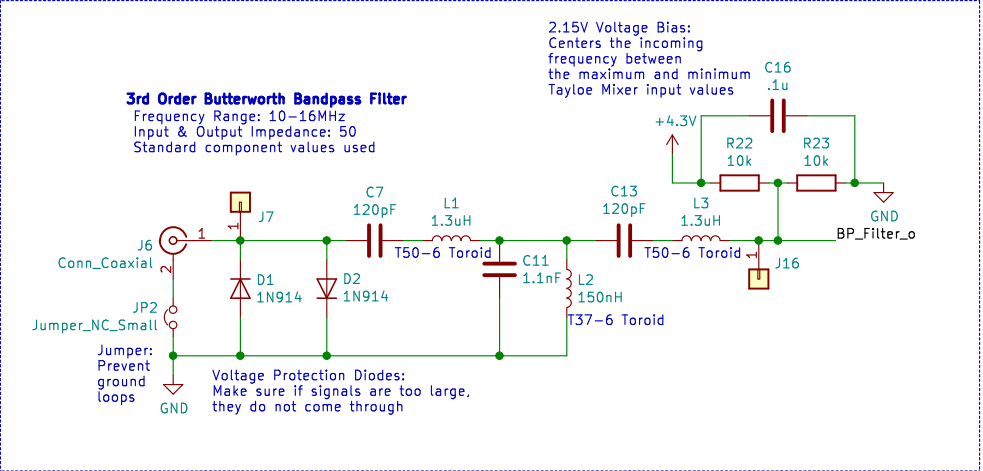 2.15V Voltage Bias:
Centers the incoming
frequency between
the maximum and minimum
Tayloe Mixer input values
C16
.1u
3rd Order Butterworth Bandpass Filter
Frequency Range: 10-16MHz
Input & Output Impedance: 50
Standard component values used
+4.3V
R22
10k
R23
10k
GND
J7
1
C7
120pF
L1
1.3uH
T50-6 Toroid
C13
120pF
L3
1.3uH
T50-6 Toroid
BP_Filter_o
J6
Conn_Coaxial
1
2
1
J16
C11
1.1nF
L2
150nH
T37-6 Toroid
D1
1N914
D2
1N914
JP2
Jumper_NC_Small
Jumper:
Prevent
ground
loops
GND
Voltage Protection Diodes:
Make sure if signals are too large,
they do not come through